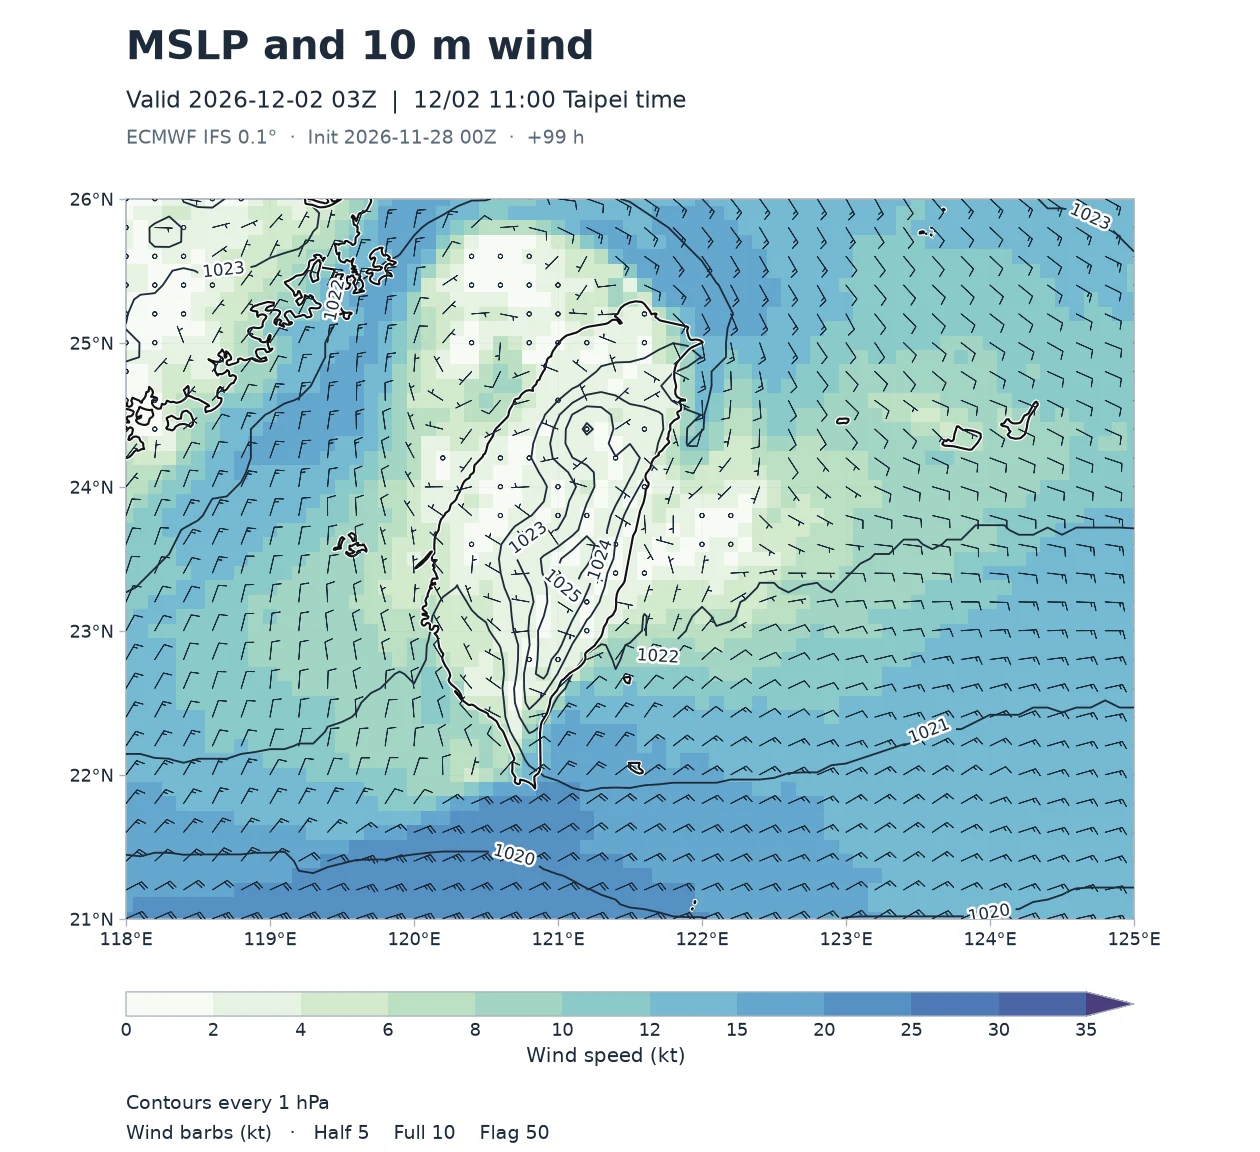 MSLP and 10 m wind
Valid 2026-12-02 03Z | 12/02 11:00 Taipei time
ECMWF IFS 0.1° · Init 2026-11-28 00Z · +99 h
26°N
1023
1023
1022
25°N
24°N
1023
1024
1025
23°N
1022
1021
22°N
1020
1020
21°N
118°E 119°E 120°E 121°E 122°E 123°E 124°E 125°E
0 2 4 6 8 10 12 15 20 25 30 35
Wind speed (kt)
Contours every 1 hPa
Wind barbs (kt) · Half 5 Full 10 Flag 50